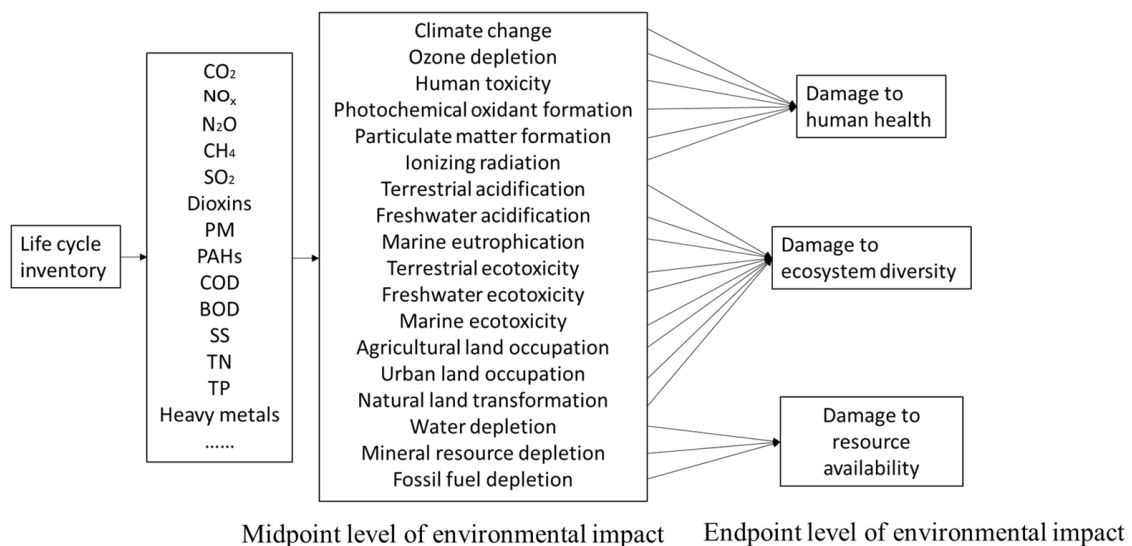 Life cycle
inventory
CO₂
NOₓ
N₂O
CH₄
SO₂
Dioxins
PM
PAHs
COD
BOD
SS
TN
TP
Heavy metals
......
Climate change
Ozone depletion
Human toxicity
Photochemical oxidant formation
Particulate matter formation
Ionizing radiation
Terrestrial acidification
Freshwater acidification
Marine eutrophication
Terrestrial ecotoxicity
Freshwater ecotoxicity
Marine ecotoxicity
Agricultural land occupation
Urban land occupation
Natural land transformation
Water depletion
Mineral resource depletion
Fossil fuel depletion
Damage to
human health
Damage to
ecosystem diversity
Damage to
resource
availability
Midpoint level of environmental impact
Endpoint level of environmental impact